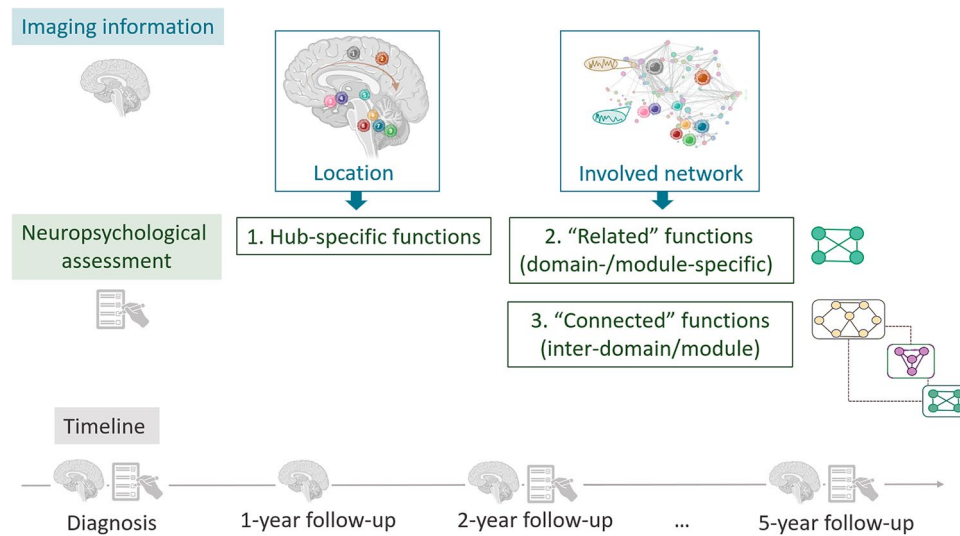 Imaging information
Location
Involved network
Neuropsychological
assessment
1. Hub-specific functions
2. “Related” functions
(domain-/module-specific)
3. “Connected” functions
(inter-domain/module)
Timeline
Diagnosis
1-year follow-up
2-year follow-up
...
5-year follow-up